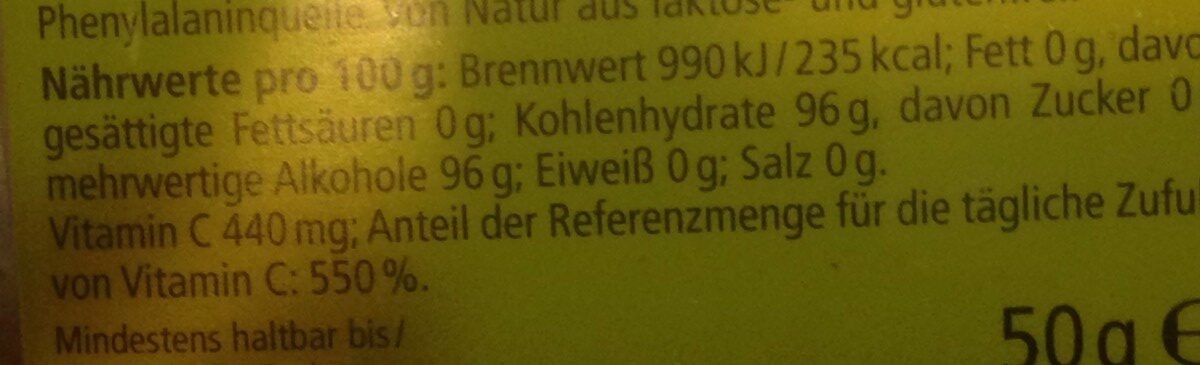 Phenylalaninquelle. Von Natur aus laktose- und
Nährwerte pro 100 g: Brennwert 990 kJ/235 kcal; Fett 0 g, davo
gesättigte Fettsäuren 0 g; Kohlenhydrate 96 g, davon Zucker 0
mehrwertige Alkohole 96 g; Eiweiß 0 g; Salz 0 g.
Vitamin C 440 mg; Anteil der Referenzmenge für die tägliche Zufu
von Vitamin C: 550 %.
Mindestens haltbar bis/
50 g e